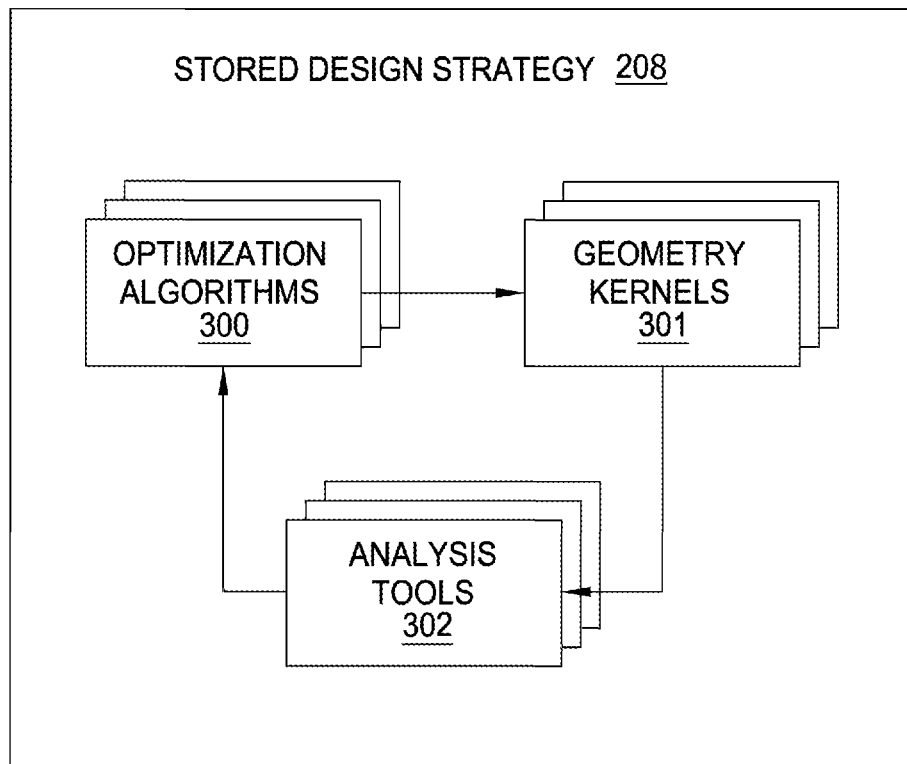 STORED DESIGN STRATEGY 208
OPTIMIZATION
ALGORITHMS
300
GEOMETRY
KERNELS
301
ANALYSIS
TOOLS
302